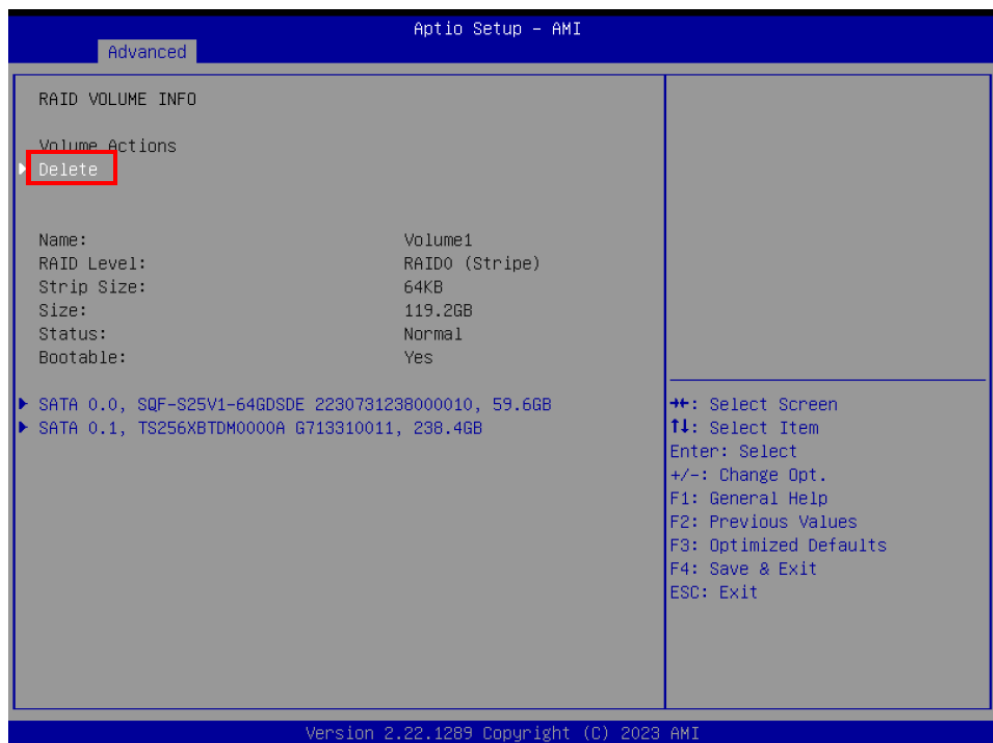 Aptio Setup - AMI
Advanced
RAID VOLUME INFO
Volume Actions
Delete
Name: Volume1
RAID Level: RAID0 (Stripe)
Strip Size: 64KB
Size: 119.2GB
Status: Normal
Bootable: Yes
SATA 0.0, SQF-S25V1-64GDSDE 2230731238000010, 59.6GB
SATA 0.1, TS256XBTDM0000A G713310011, 238.4GB
→←: Select Screen
↑↓: Select Item
Enter: Select
+/-: Change Opt.
F1: General Help
F2: Previous Values
F3: Optimized Defaults
F4: Save & Exit
ESC: Exit
Version 2.22.1289 Copyright (C) 2023 AMI